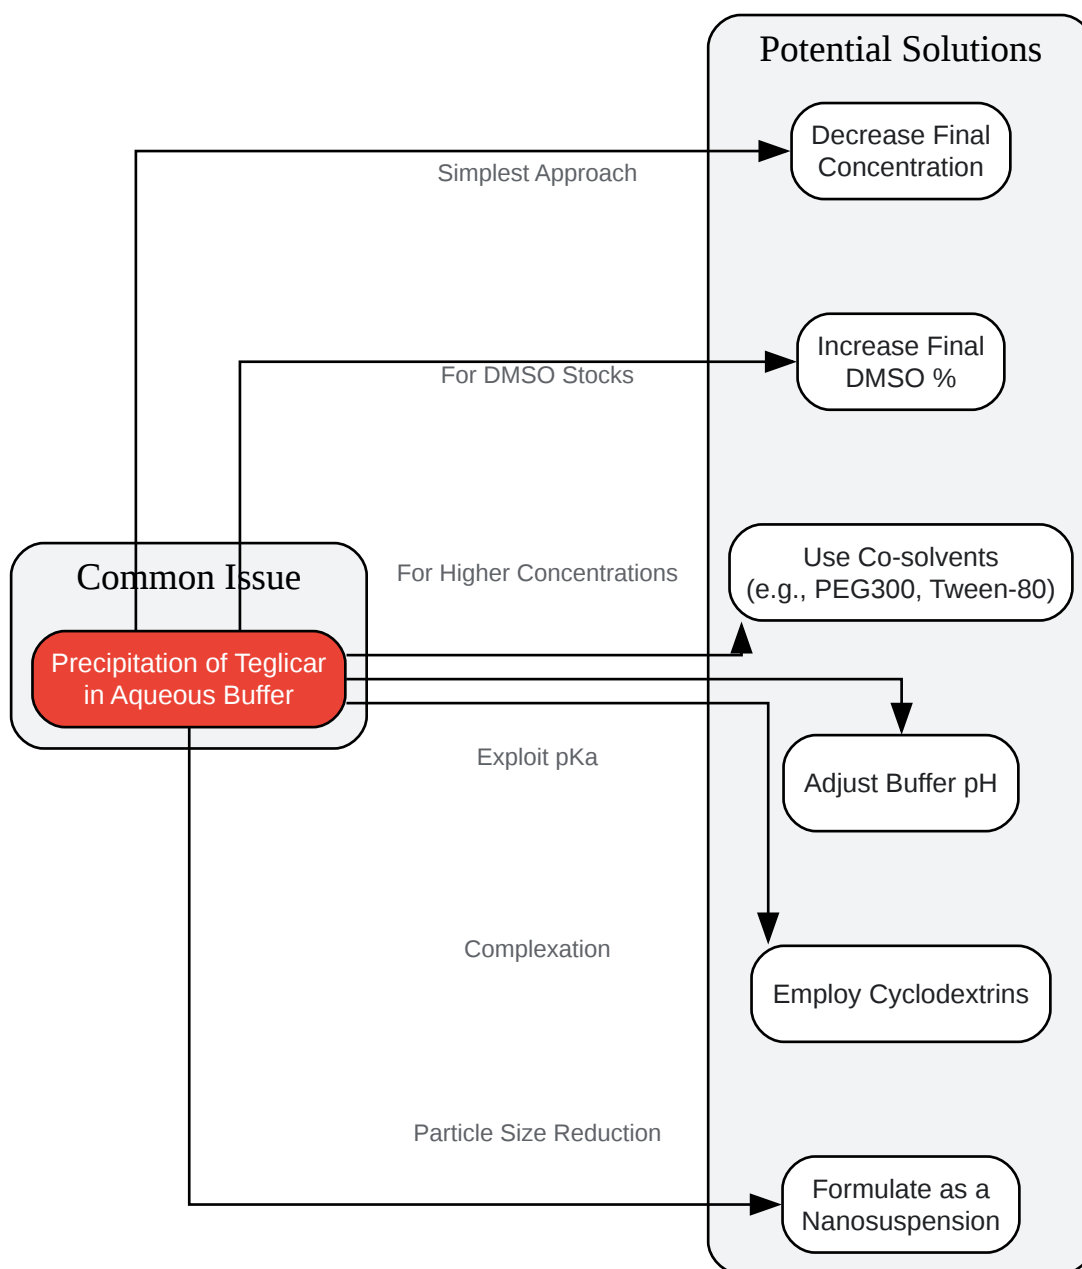 Potential Solutions
Decrease Final
Concentration
Simplest Approach
Increase Final
DMSO %
For DMSO Stocks
Use Co-solvents
(e.g., PEG300, Tween-80)
For Higher Concentrations
Common Issue
Precipitation of Teglicar
in Aqueous Buffer
Exploit pKa
Adjust Buffer pH
Complexation
Employ Cyclodextrins
Particle Size Reduction
Formulate as a
Nanosuspension